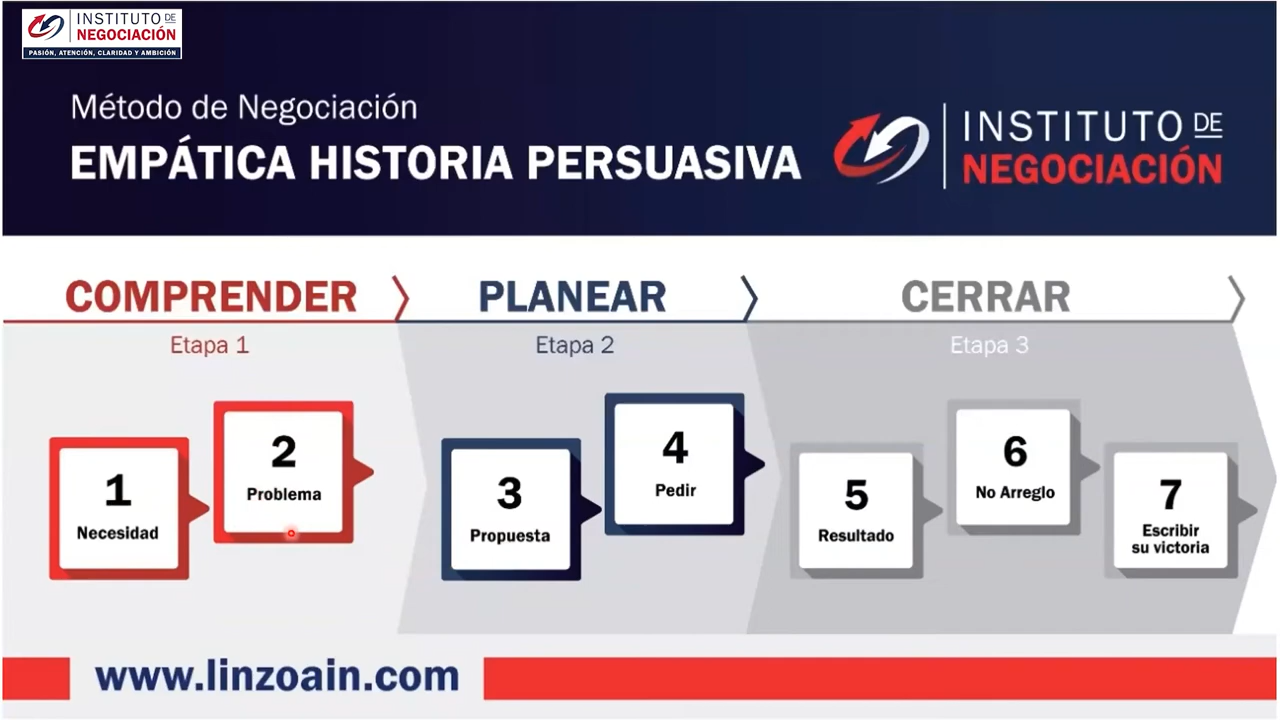 INSTITUTO DE
NEGOCIACIÓN
PASIÓN, ATENCIÓN, CLARIDAD Y AMBICIÓN
Método de Negociación
EMPÁTICA HISTORIA PERSUASIVA
INSTITUTO DE
NEGOCIACIÓN
COMPRENDER
PLANEAR
CERRAR
Etapa 1
Etapa 2
Etapa 3
1
Necesidad
2
Problema
3
Propuesta
4
Pedir
5
Resultado
6
No Arreglo
7
Escribir
su victoria
www.linzoain.com